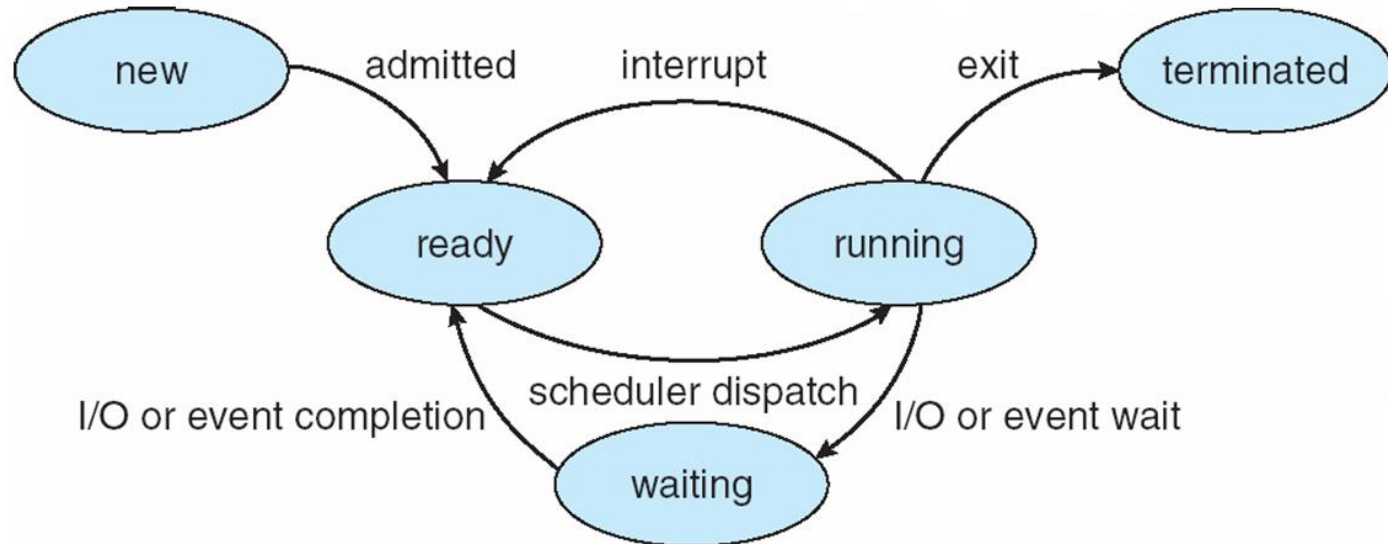 new
admitted
interrupt
exit
terminated
ready
running
scheduler dispatch
I/O or event completion
I/O or event wait
waiting